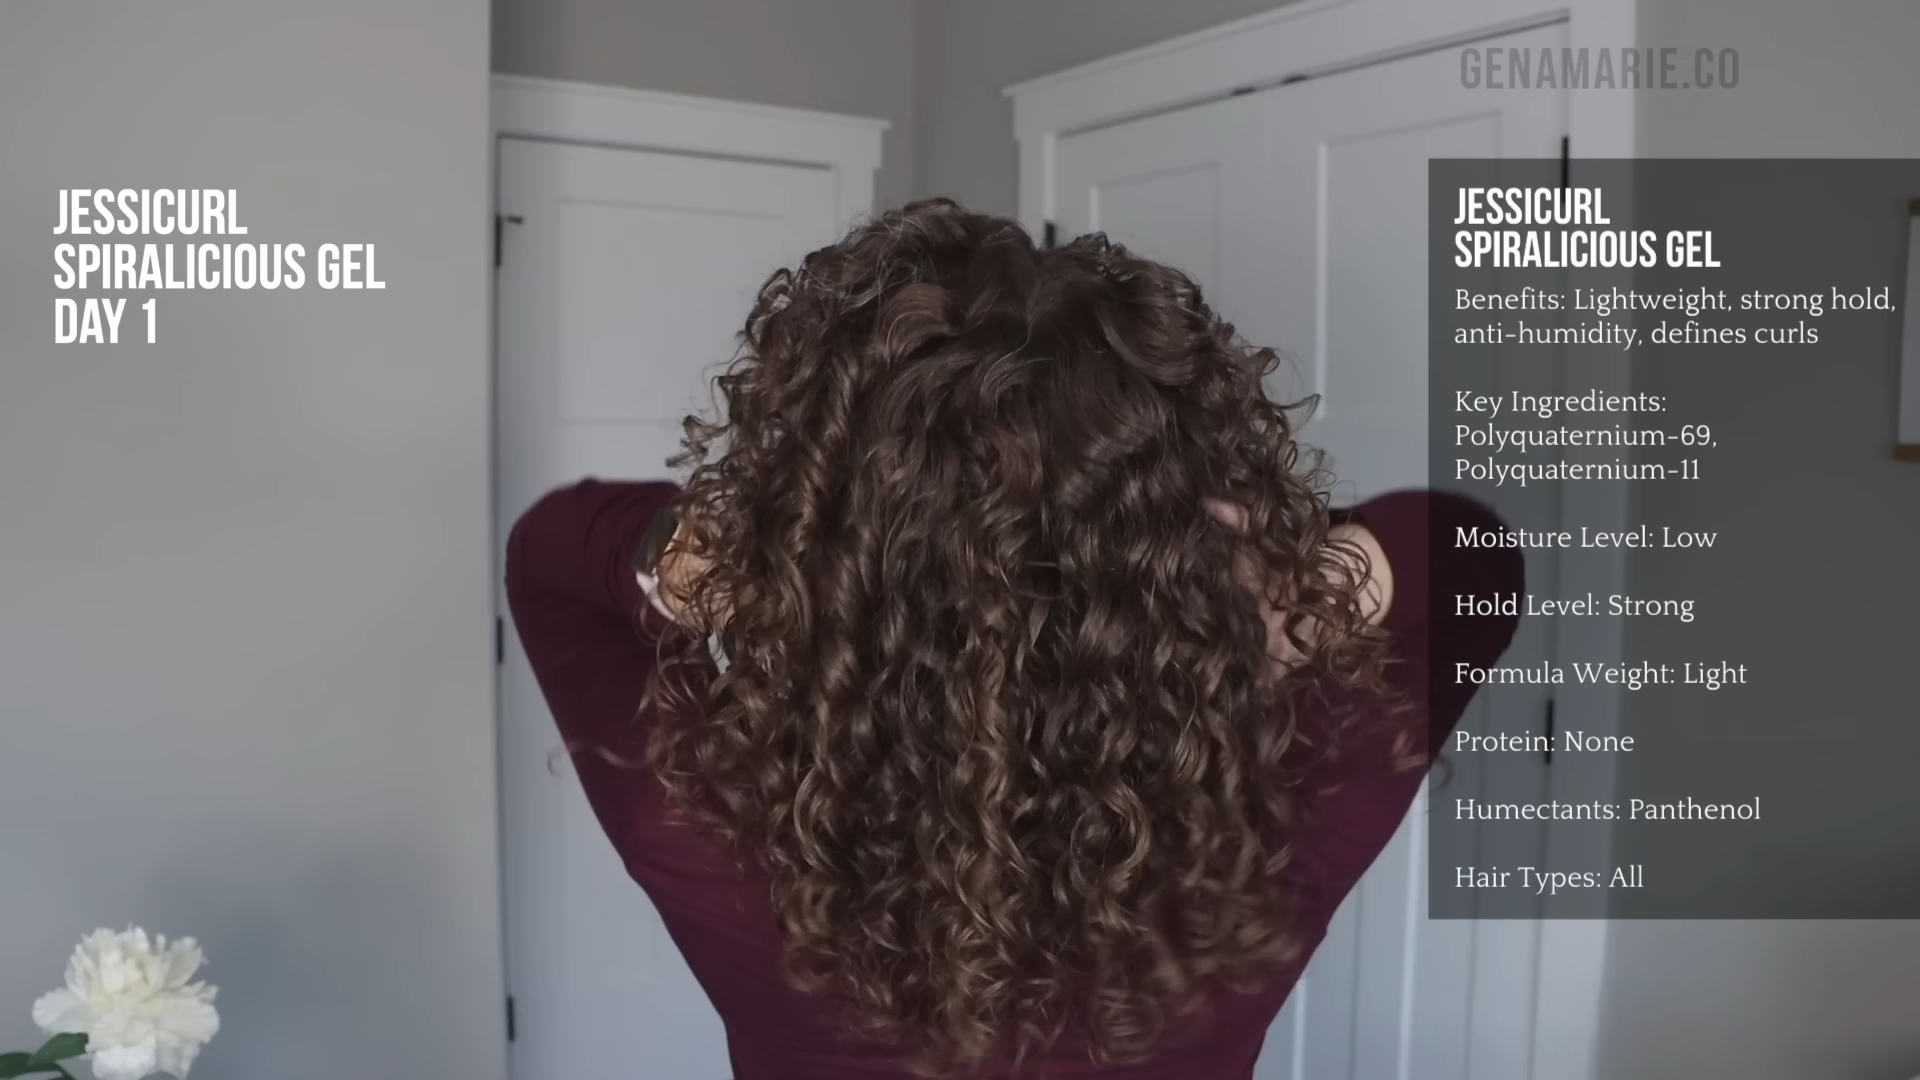 GENAMARIE.CO
JESSICURL
SPIRALICIOUS GEL
DAY 1
JESSICURL
SPIRALICIOUS GEL
Benefits: Lightweight, strong hold,
anti-humidity, defines curls
Key Ingredients:
Polyquaternium-69,
Polyquaternium-11
Moisture Level: Low
Hold Level: Strong
Formula Weight: Light
Protein: None
Humectants: Panthenol
Hair Types: All